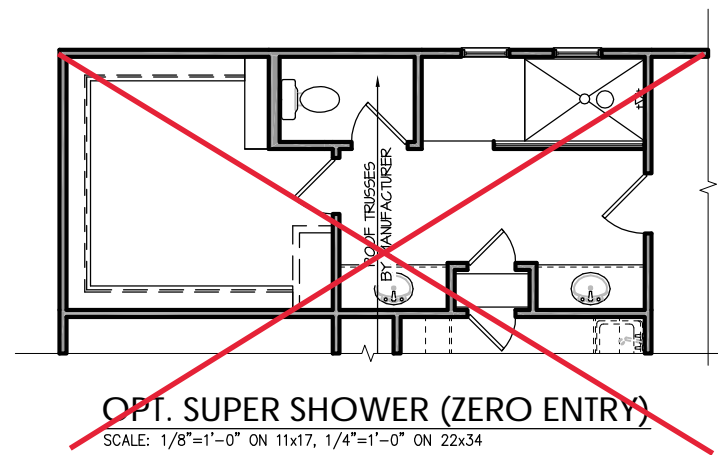 ROOF TRUSSES
BY MANUFACTURER
OPT. SUPER SHOWER (ZERO ENTRY)
SCALE: 1/8"=1'-0" ON 11x17, 1/4"=1'-0" ON 22x34